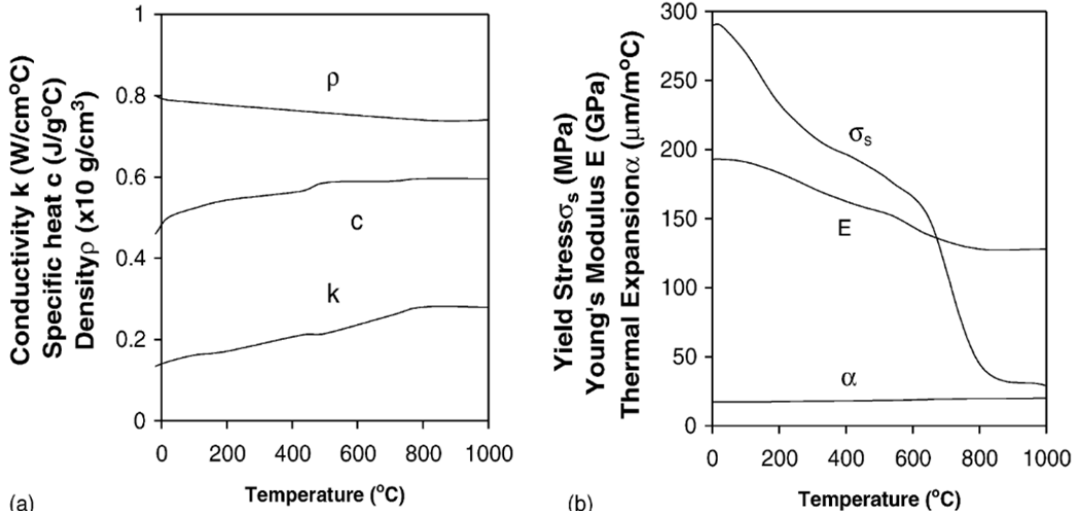 Conductivity k (W/cm°C)
Specific heat c (J/g°C)
Densityρ (x10 g/cm³)
1
0.8
0.6
0.4
0.2
0
ρ
c
k
0 200 400 600 800 1000
Temperature (°C)
(a)
Yield Stressσs (MPa)
Young's Modulus E (GPa)
Thermal Expansionα (μm/m°C)
300
250
200
150
100
50
0
σs
E
α
0 200 400 600 800 1000
Temperature (°C)
(b)